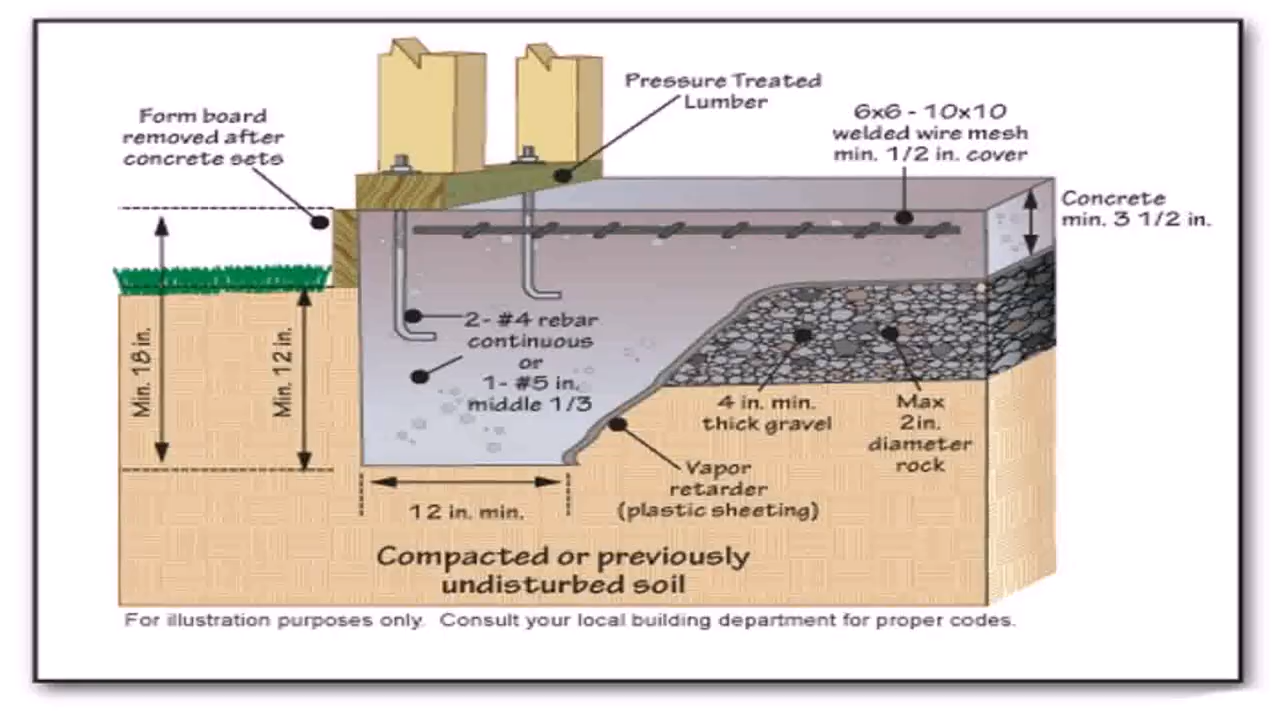 Pressure Treated
Lumber
Form board
removed after
concrete sets
6x6 - 10x10
welded wire mesh
min. 1/2 in. cover
Concrete
min. 3 1/2 in.
Min. 18 in.
Min. 12 in.
2- #4 rebar
continuous
or
1- #5 in.
middle 1/3
4 in. min.
thick gravel
Max
2in.
diameter
rock
Vapor
retarder
(plastic sheeting)
12 in. min.
Compacted or previously
undisturbed soil
For illustration purposes only. Consult your local building department for proper codes.